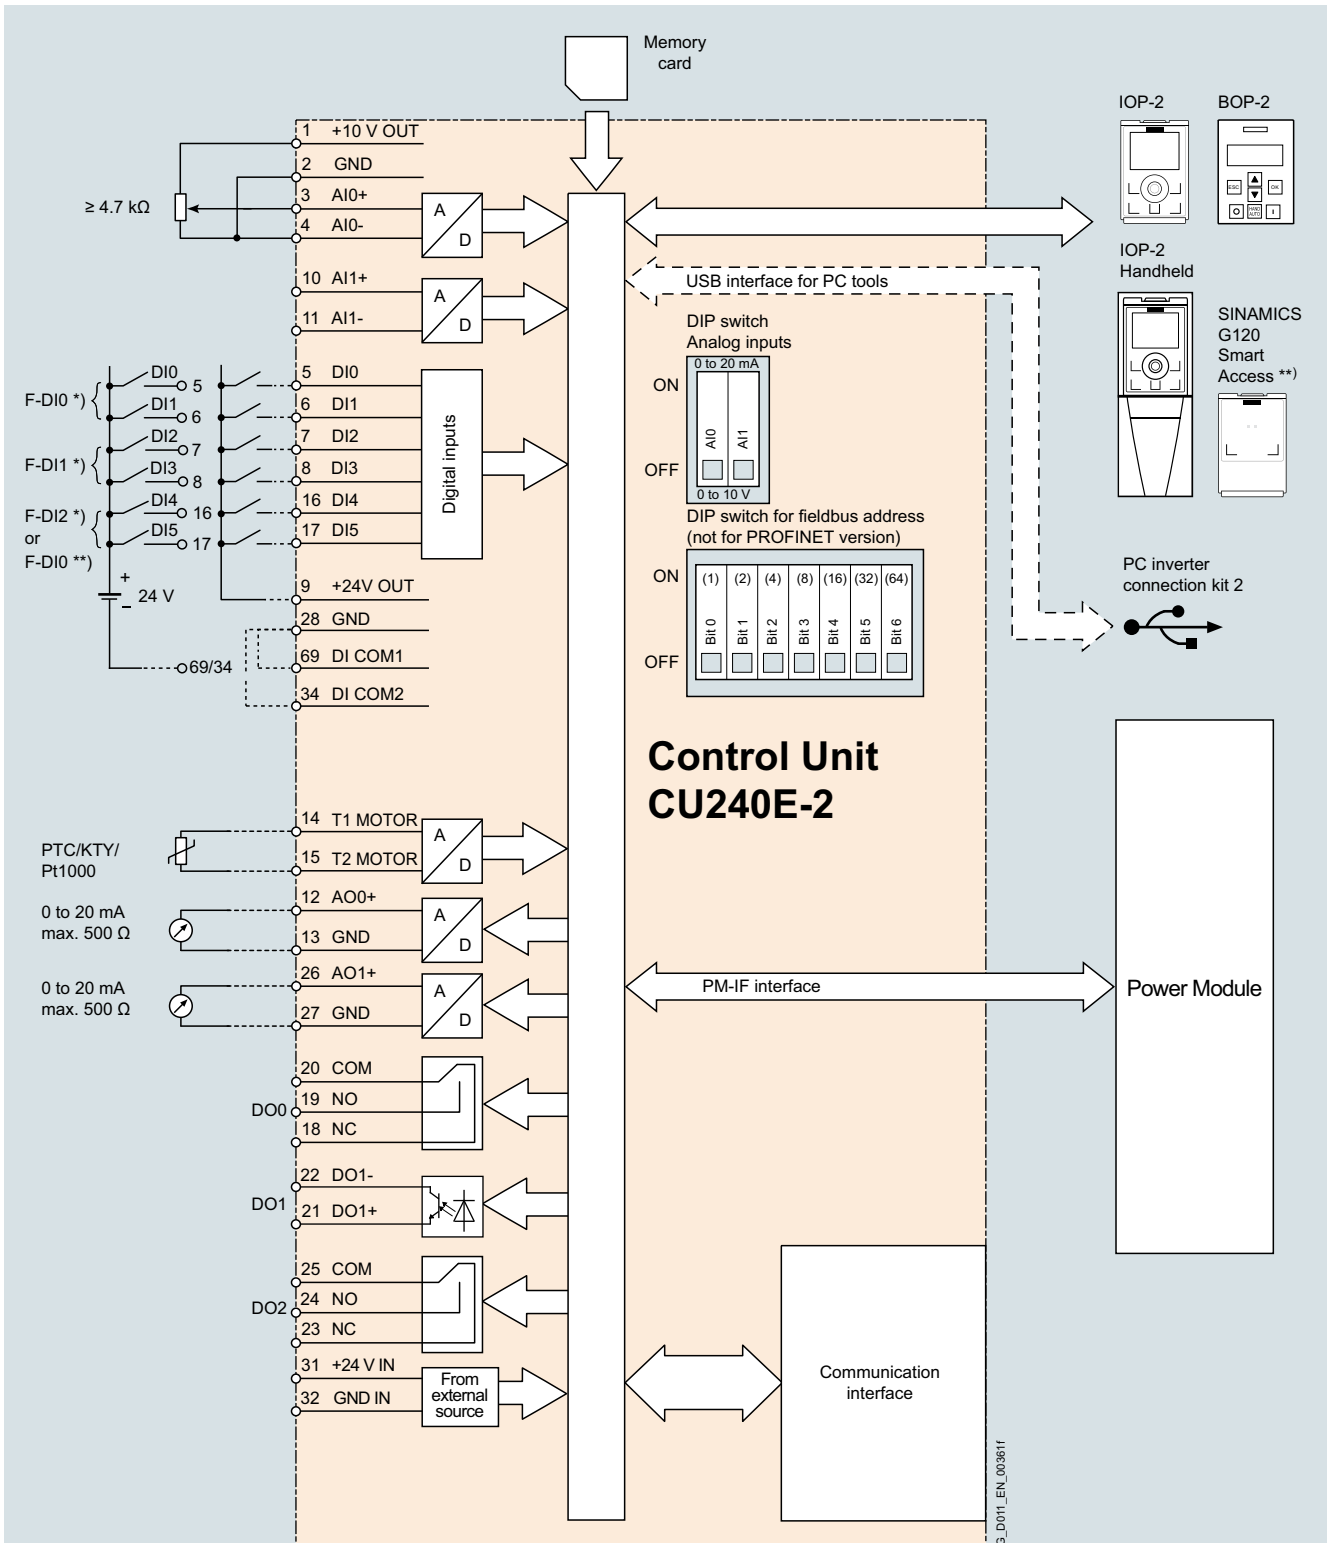 Memory
card
IOP-2
BOP-2
ESC
OK
HAND
AUTO
O
I
IOP-2
Handheld
SINAMICS
G120
Smart
Access **)
1 +10 V OUT
2 GND
≥ 4.7 kΩ
3 AI0+
4 AI0-
A
D
10 AI1+
11 AI1-
A
D
USB interface for PC tools
DIP switch
Analog inputs
0 to 20 mA
ON
AI0
AI1
OFF
0 to 10 V
DIP switch for fieldbus address
(not for PROFINET version)
ON
(1) (2) (4) (8) (16) (32) (64)
Bit 0
Bit 1
Bit 2
Bit 3
Bit 4
Bit 5
Bit 6
OFF
PC inverter
connection kit 2
F-DI0 *)
F-DI1 *)
F-DI2 *)
or
F-DI0 **)
DI0 5
DI1 6
DI2 7
DI3 8
DI4 16
DI5 17
+
–
24 V
69/34
5 DI0
6 DI1
7 DI2
8 DI3
16 DI4
17 DI5
Digital inputs
9 +24V OUT
28 GND
69 DI COM1
34 DI COM2
Control Unit
CU240E-2
PTC/KTY/
Pt1000
14 T1 MOTOR
15 T2 MOTOR
A
D
0 to 20 mA
max. 500 Ω
12 AO0+
13 GND
A
D
0 to 20 mA
max. 500 Ω
26 AO1+
27 GND
A
D
PM-IF interface
Power Module
DO0
20 COM
19 NO
18 NC
DO1
22 DO1-
21 DO1+
DO2
25 COM
24 NO
23 NC
31 +24 V IN
32 GND IN
From
external
source
Communication
interface
G_D011_EN_00361f